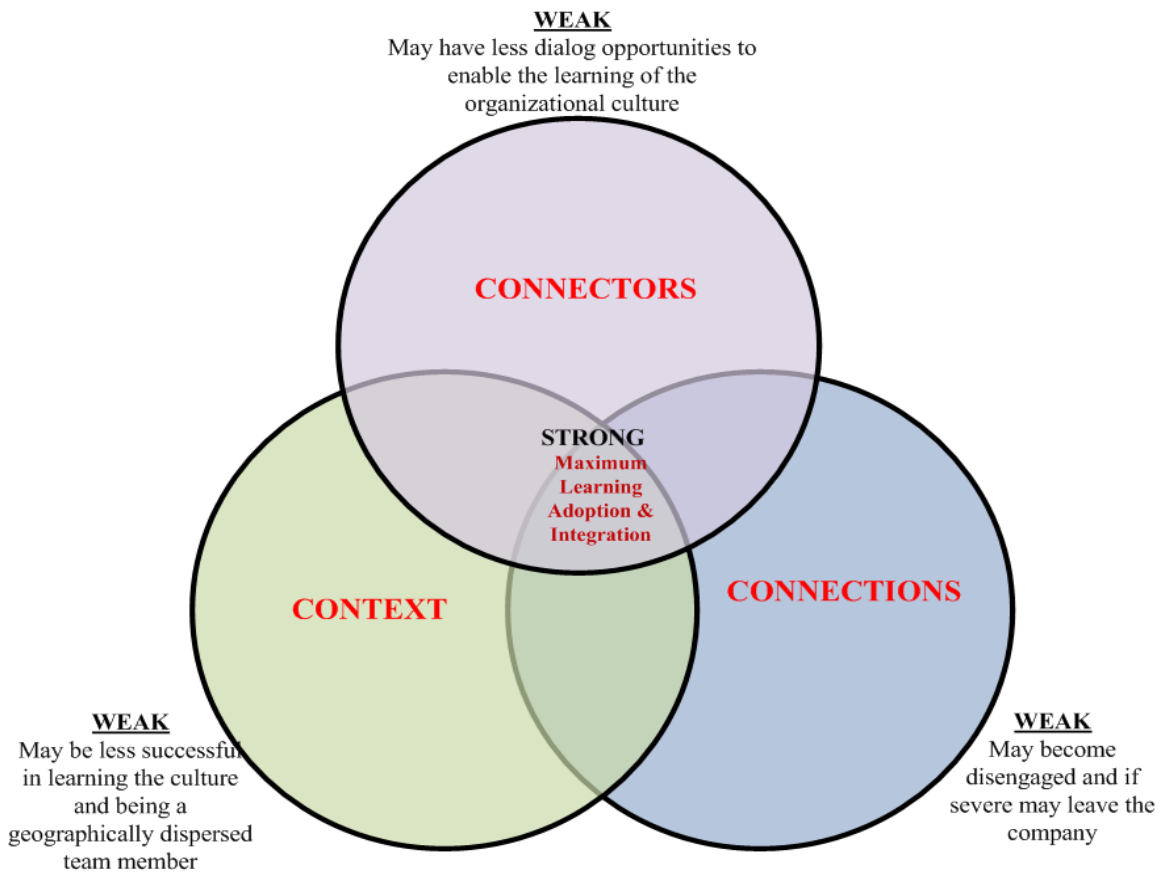 WEAK
May have less dialog opportunities to
enable the learning of the
organizational culture
CONNECTORS
STRONG
Maximum
Learning
Adoption &
Integration
CONTEXT
CONNECTIONS
WEAK
May be less successful
in learning the culture
and being a
geographically dispersed
team member
WEAK
May become
disengaged and if
severe may leave the
company